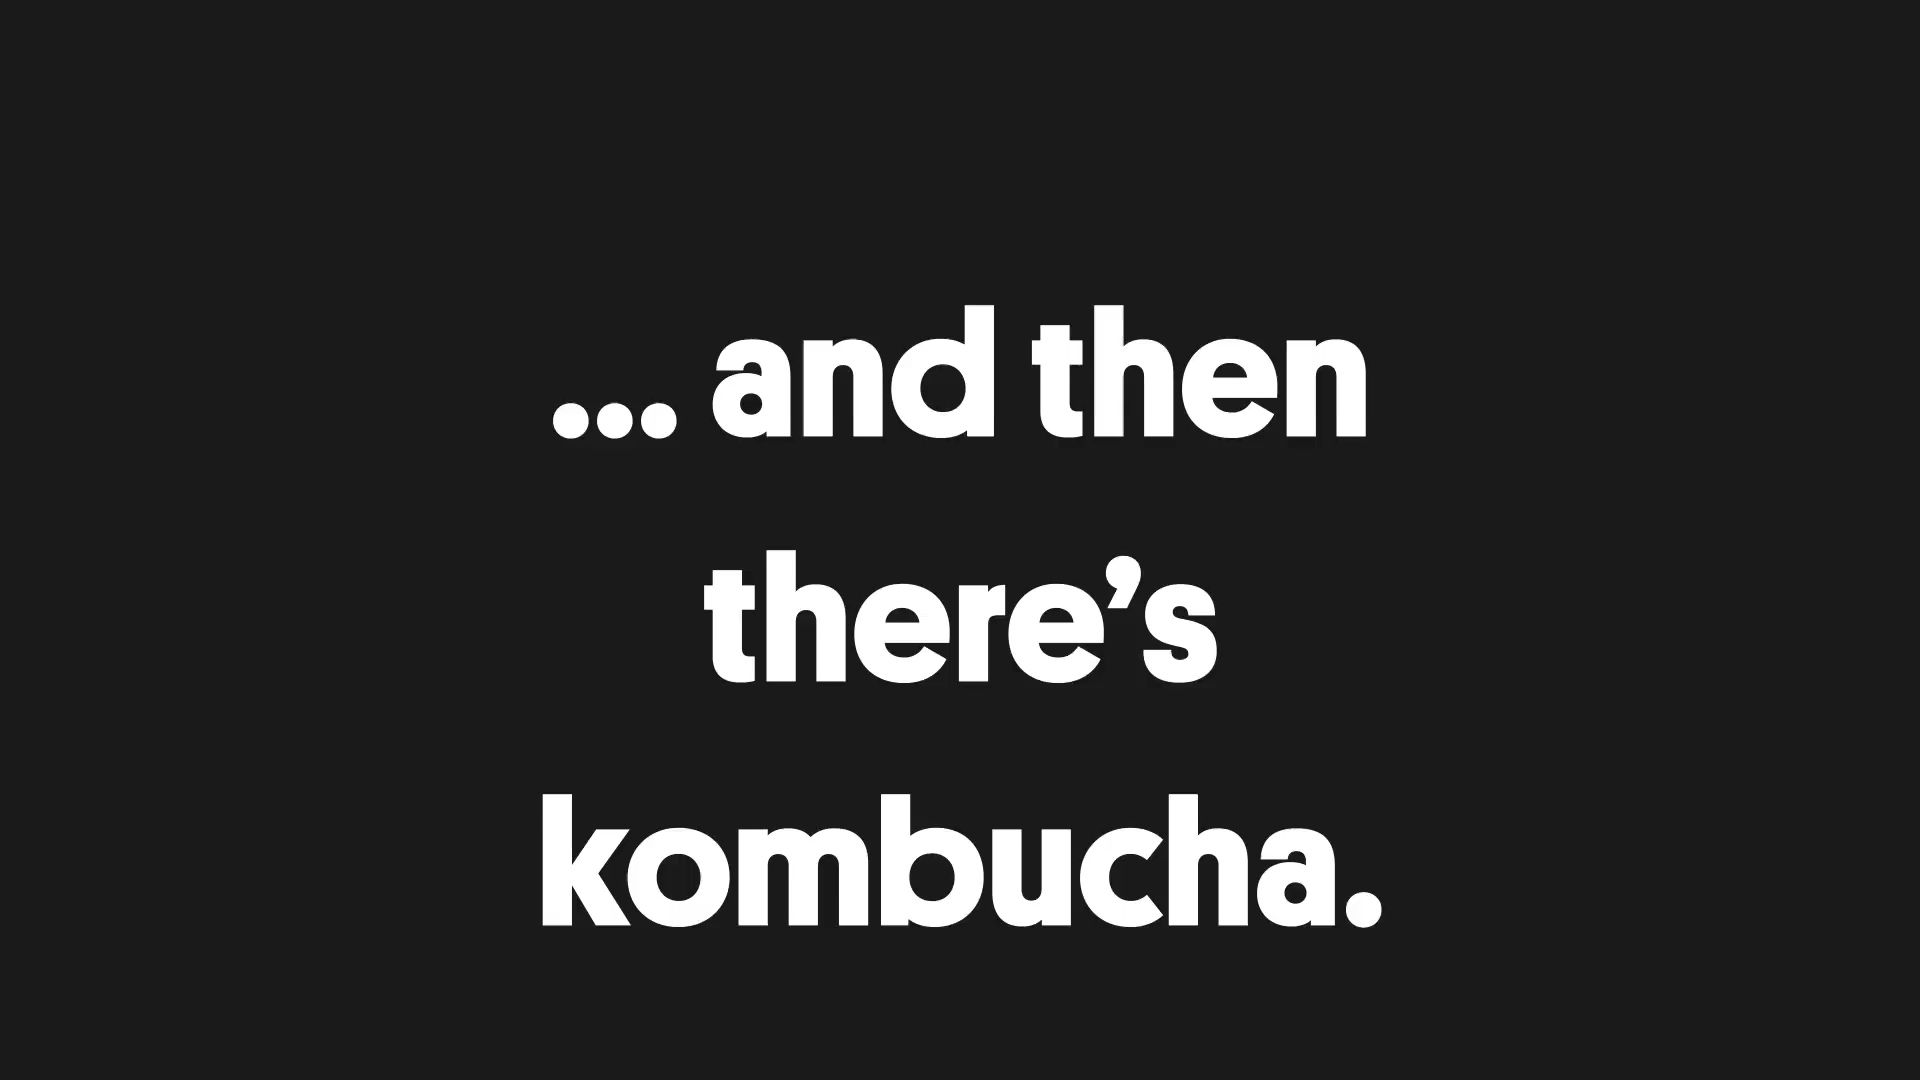 ... and then
there’s
kombucha.